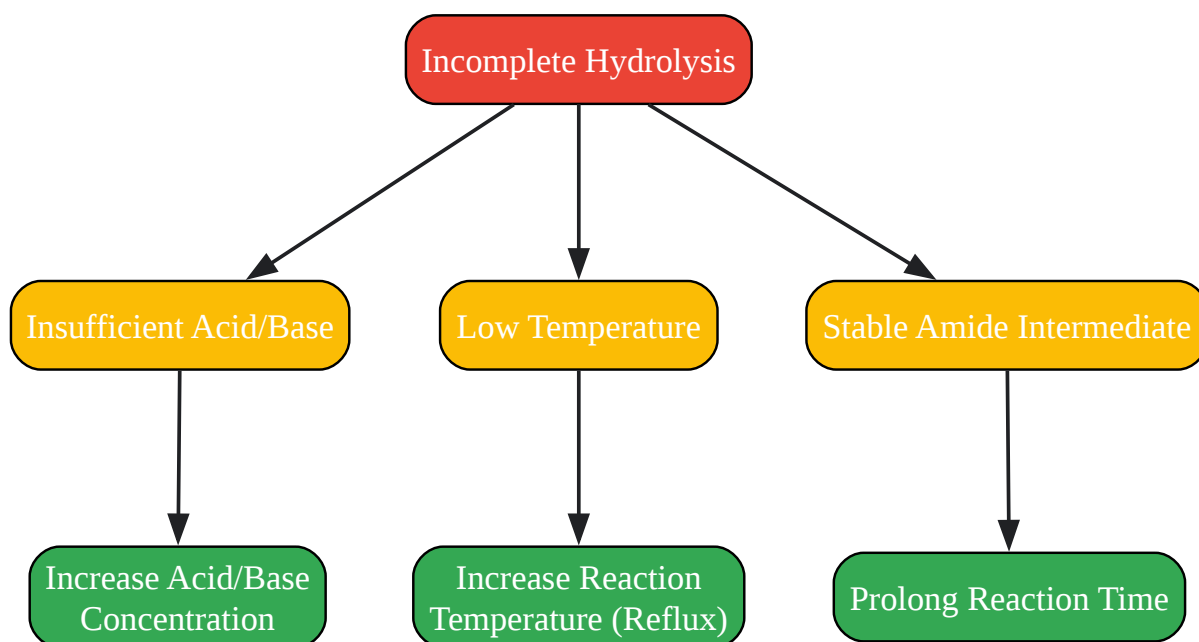 Incomplete Hydrolysis
Insufficient Acid/Base
Low Temperature
Stable Amide Intermediate
Increase Acid/Base
Concentration
Increase Reaction
Temperature (Reflux)
Prolong Reaction Time